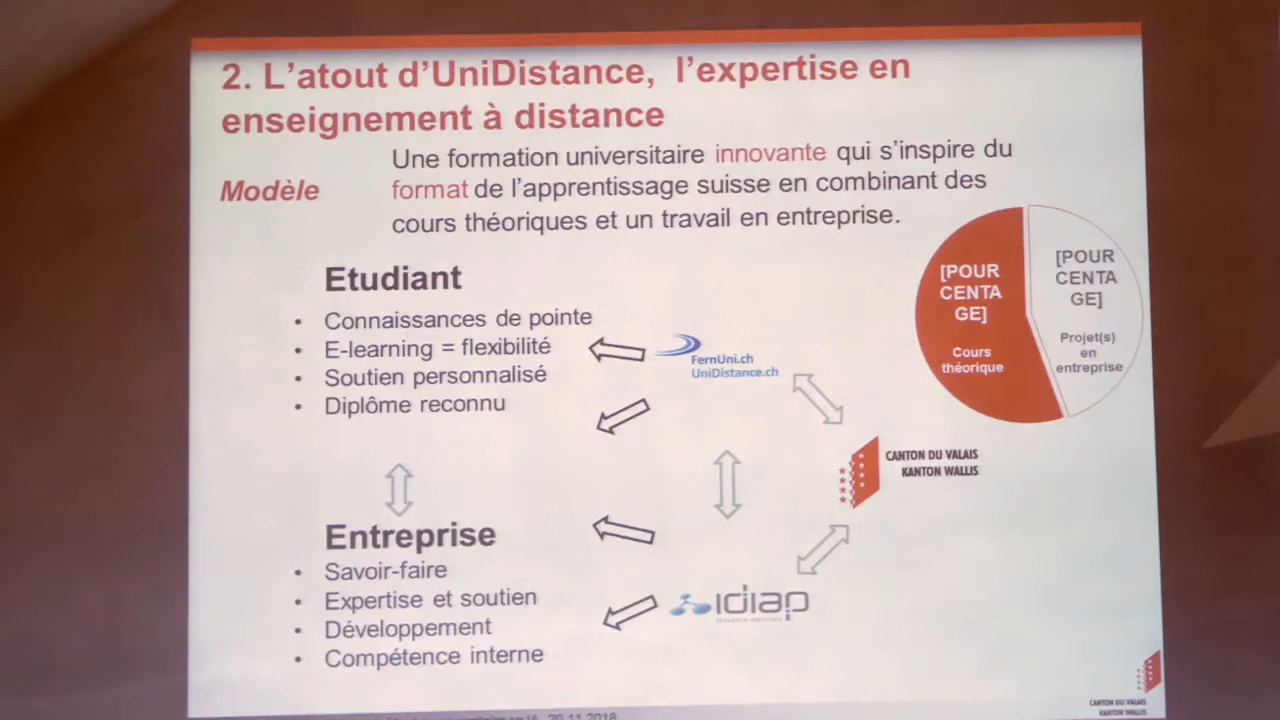 2. L'atout d'UniDistance, l'expertise en
enseignement à distance
Modèle
Une formation universitaire innovante qui s'inspire du
format de l'apprentissage suisse en combinant des
cours théoriques et un travail en entreprise.
[POUR
CENTA
GE]
Cours
théorique
[POUR
CENTA
GE]
Projet(s)
en
entreprise
Etudiant
• Connaissances de pointe
• E-learning = flexibilité
• Soutien personnalisé
• Diplôme reconnu
FernUni.ch
UniDistance.ch
CANTON DU VALAIS
KANTON WALLIS
Entreprise
• Savoir-faire
• Expertise et soutien
• Développement
• Compétence interne
idiap
CANTON DU VALAIS
KANTON WALLIS
20.11.2018